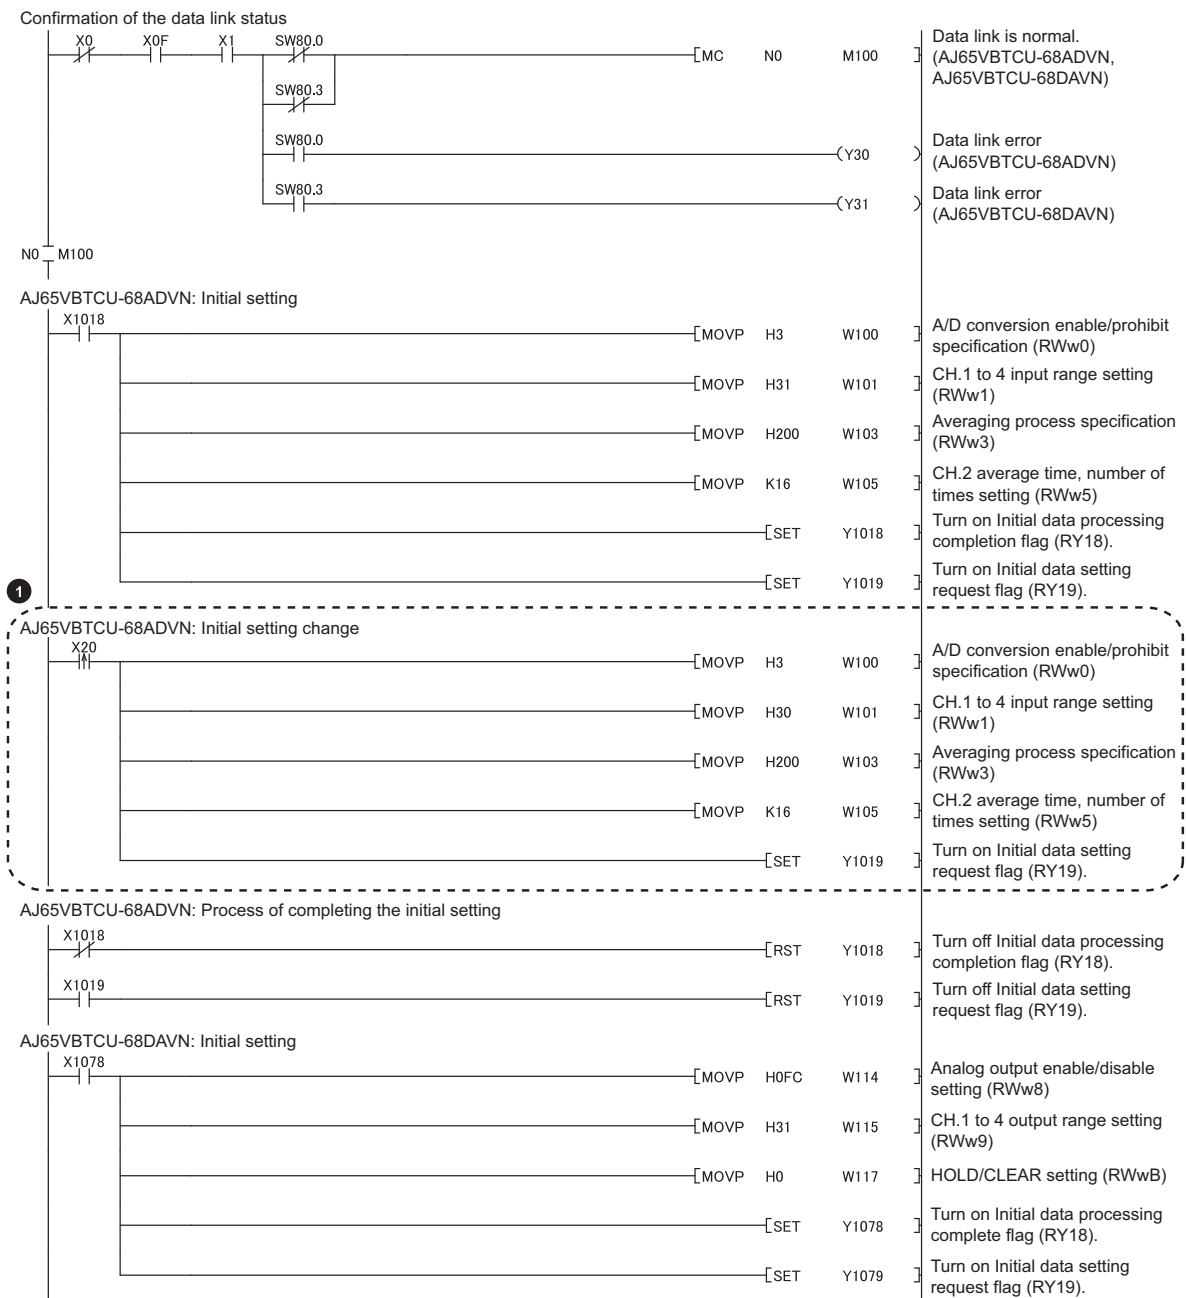 Confirmation of the data link status
X0 X0F X1 SW80.0
MC N0 M100
Data link is normal.
(AJ65VBTCU-68ADVN,
AJ65VBTCU-68DAVN)
SW80.3
SW80.0
Y30
Data link error
(AJ65VBTCU-68ADVN)
SW80.3
Y31
Data link error
(AJ65VBTCU-68DAVN)
N0 M100
AJ65VBTCU-68ADVN: Initial setting
X1018
MOVP H3 W100
A/D conversion enable/prohibit
specification (RWw0)
MOVP H31 W101
CH.1 to 4 input range setting
(RWw1)
MOVP H200 W103
Averaging process specification
(RWw3)
MOVP K16 W105
CH.2 average time, number of
times setting (RWw5)
SET Y1018
Turn on Initial data processing
completion flag (RY18).
SET Y1019
Turn on Initial data setting
request flag (RY19).
1
AJ65VBTCU-68ADVN: Initial setting change
X20
MOVP H3 W100
A/D conversion enable/prohibit
specification (RWw0)
MOVP H30 W101
CH.1 to 4 input range setting
(RWw1)
MOVP H200 W103
Averaging process specification
(RWw3)
MOVP K16 W105
CH.2 average time, number of
times setting (RWw5)
SET Y1019
Turn on Initial data setting
request flag (RY19).
AJ65VBTCU-68ADVN: Process of completing the initial setting
X1018
RST Y1018
Turn off Initial data processing
completion flag (RY18).
X1019
RST Y1019
Turn off Initial data setting
request flag (RY19).
AJ65VBTCU-68DAVN: Initial setting
X1078
MOVP H0FC W114
Analog output enable/disable
setting (RWw8)
MOVP H31 W115
CH.1 to 4 output range setting
(RWw9)
MOVP H0 W117
HOLD/CLEAR setting (RWwB)
SET Y1078
Turn on Initial data processing
complete flag (RY18).
SET Y1079
Turn on Initial data setting
request flag (RY19).